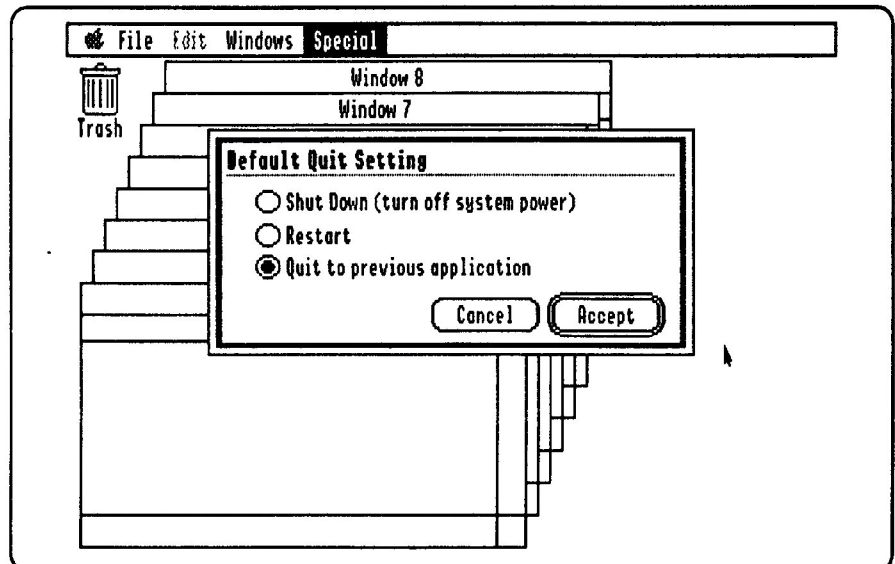 File Edit Windows Special
Window 8
Window 7
Trash
Default Quit Setting
Shut Down (turn off system power)
Restart
Quit to previous application
Cancel Accept